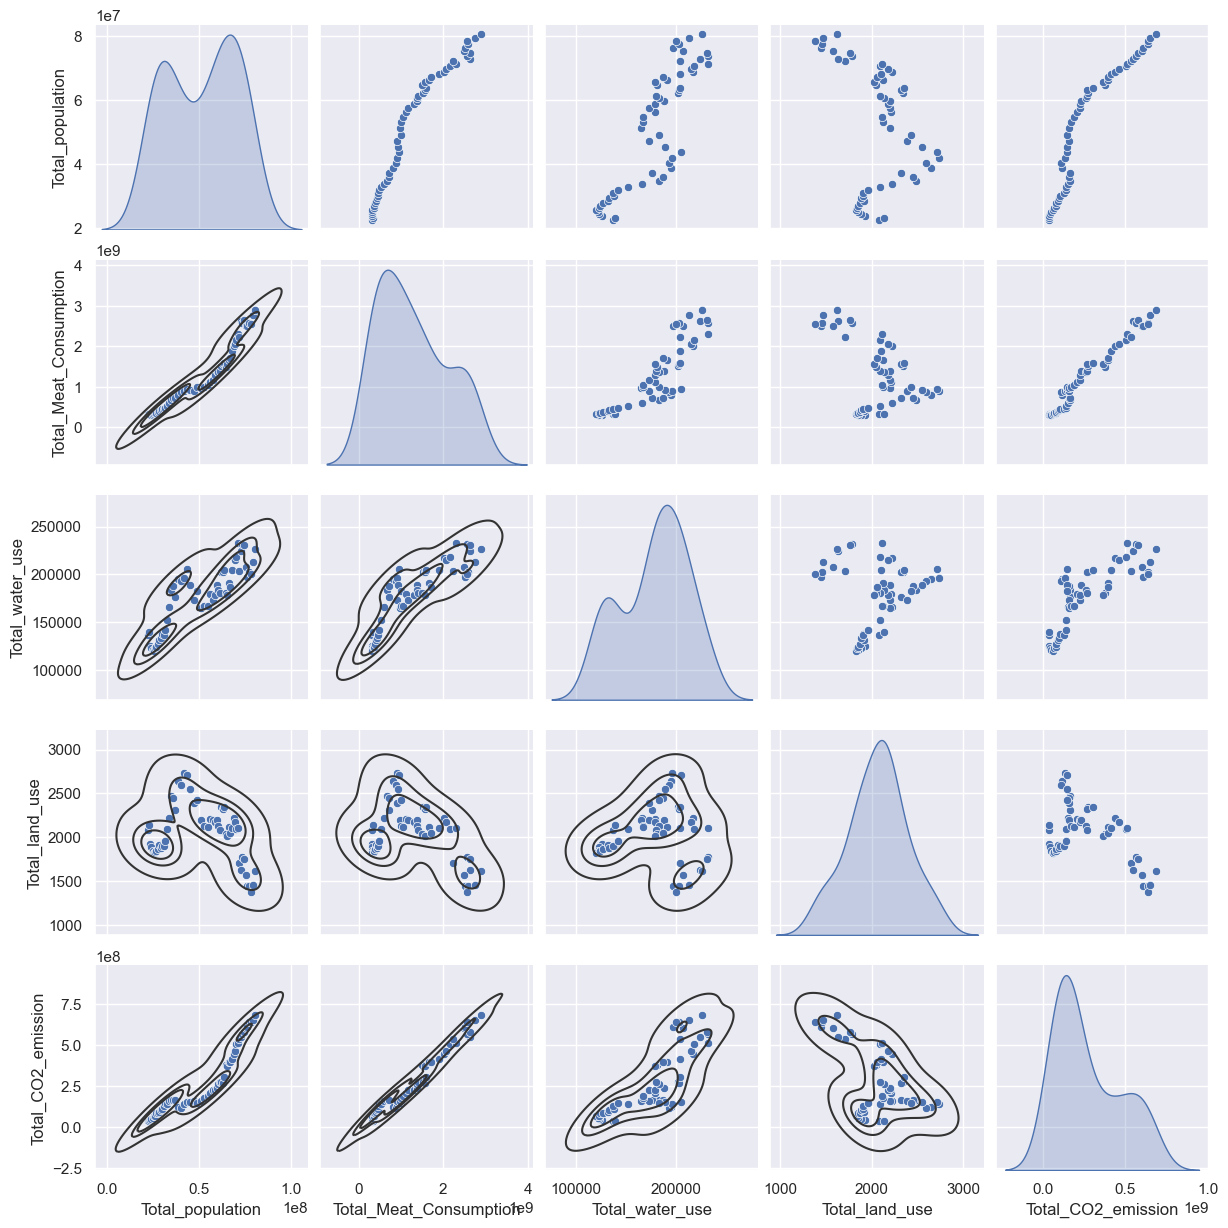 1e7
8
6
4
2
Total_population
1e9
4
3
2
1
0
Total_Meat_Consumption
250000
200000
150000
100000
Total_water_use
3000
2500
2000
1500
1000
Total_land_use
1e8
7.5
5.0
2.5
0.0
−2.5
Total_CO2_emission
0.0 0.5 1.0
1e8
Total_population
0 2 4
1e9
Total_Meat_Consumption
100000 200000
Total_water_use
1000 2000 3000
Total_land_use
0.0 0.5 1.0
1e9
Total_CO2_emission